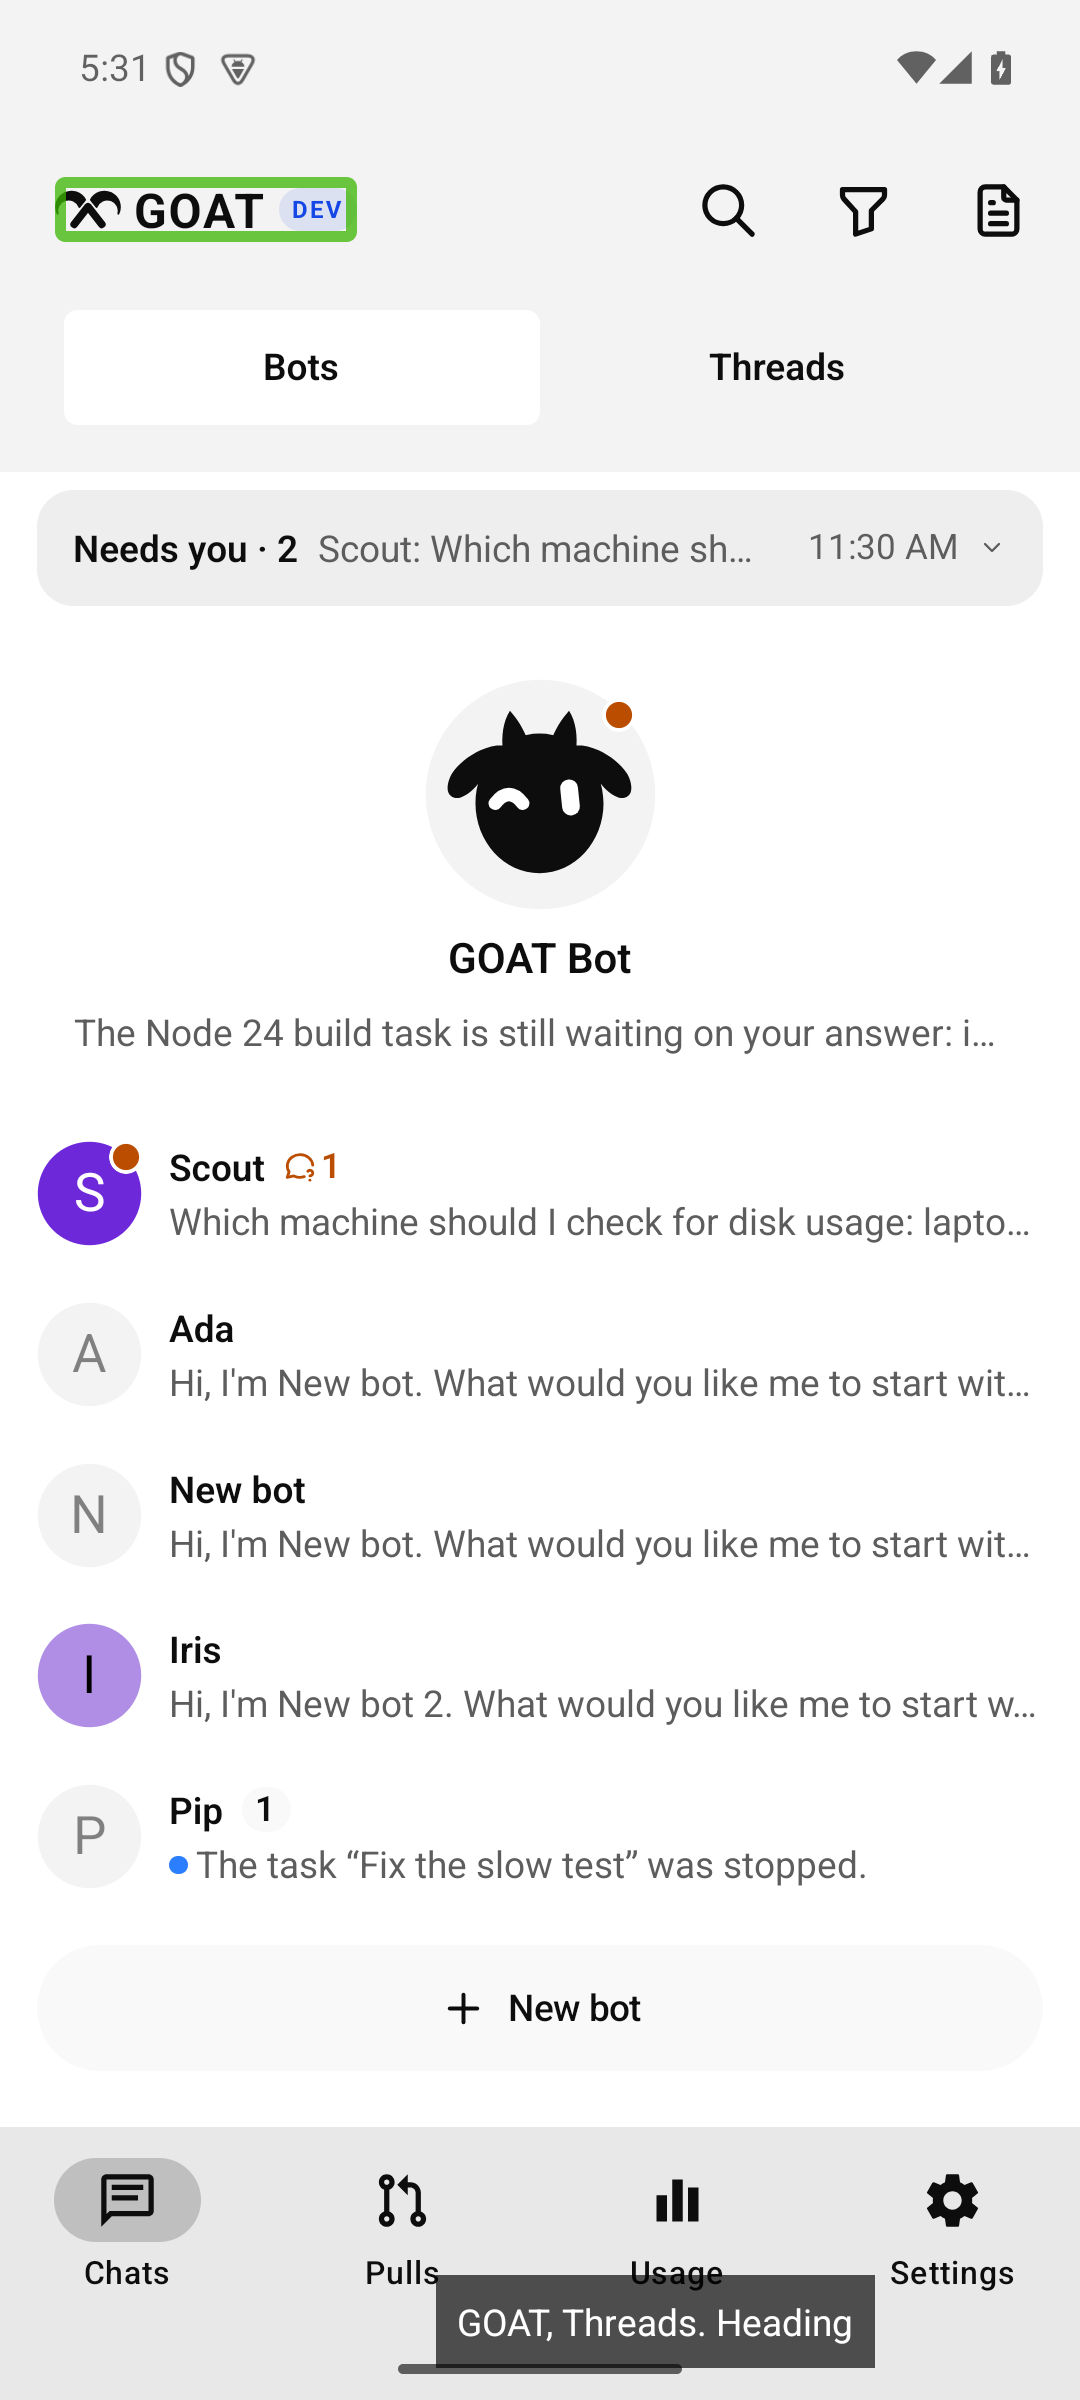 5:31
GOAT DEV
Bots Threads
Needs you · 2 Scout: Which machine sh... 11:30 AM
GOAT Bot
The Node 24 build task is still waiting on your answer: i...
S
Scout 1
Which machine should I check for disk usage: lapto...
A
Ada
Hi, I'm New bot. What would you like me to start wit...
N
New bot
Hi, I'm New bot. What would you like me to start wit...
I
Iris
Hi, I'm New bot 2. What would you like me to start w...
P
Pip 1
The task “Fix the slow test” was stopped.
New bot
Chats Pulls Usage Settings
GOAT, Threads. Heading